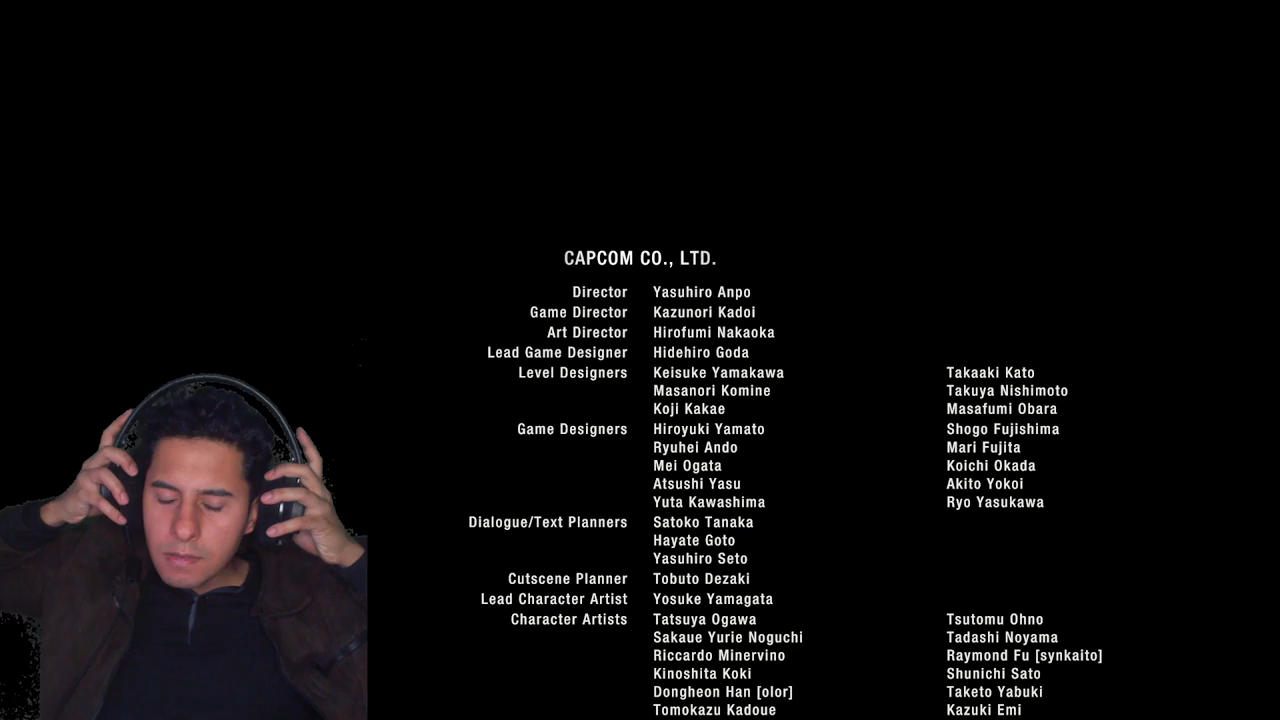 CAPCOM CO., LTD.
Director Yasuhiro Anpo
Game Director Kazunori Kadoi
Art Director Hirofumi Nakaoka
Lead Game Designer Hidehiro Goda
Level Designers Keisuke Yamakawa Takaaki Kato
Masanori Komine Takuya Nishimoto
Koji Kakae Masafumi Obara
Game Designers Hiroyuki Yamato Shogo Fujishima
Ryuhei Ando Mari Fujita
Mei Ogata Koichi Okada
Atsushi Yasu Akito Yokoi
Yuta Kawashima Ryo Yasukawa
Dialogue/Text Planners Satoko Tanaka
Hayate Goto
Yasuhiro Seto
Cutscene Planner Tobuto Dezaki
Lead Character Artist Yosuke Yamagata
Character Artists Tatsuya Ogawa Tsutomu Ohno
Sakaue Yurie Noguchi Tadashi Noyama
Riccardo Minervino Raymond Fu [synkaito]
Kinoshita Koki Shunichi Sato
Dongheon Han [olor] Taketo Yabuki
Tomokazu Kadoue Kazuki Emi